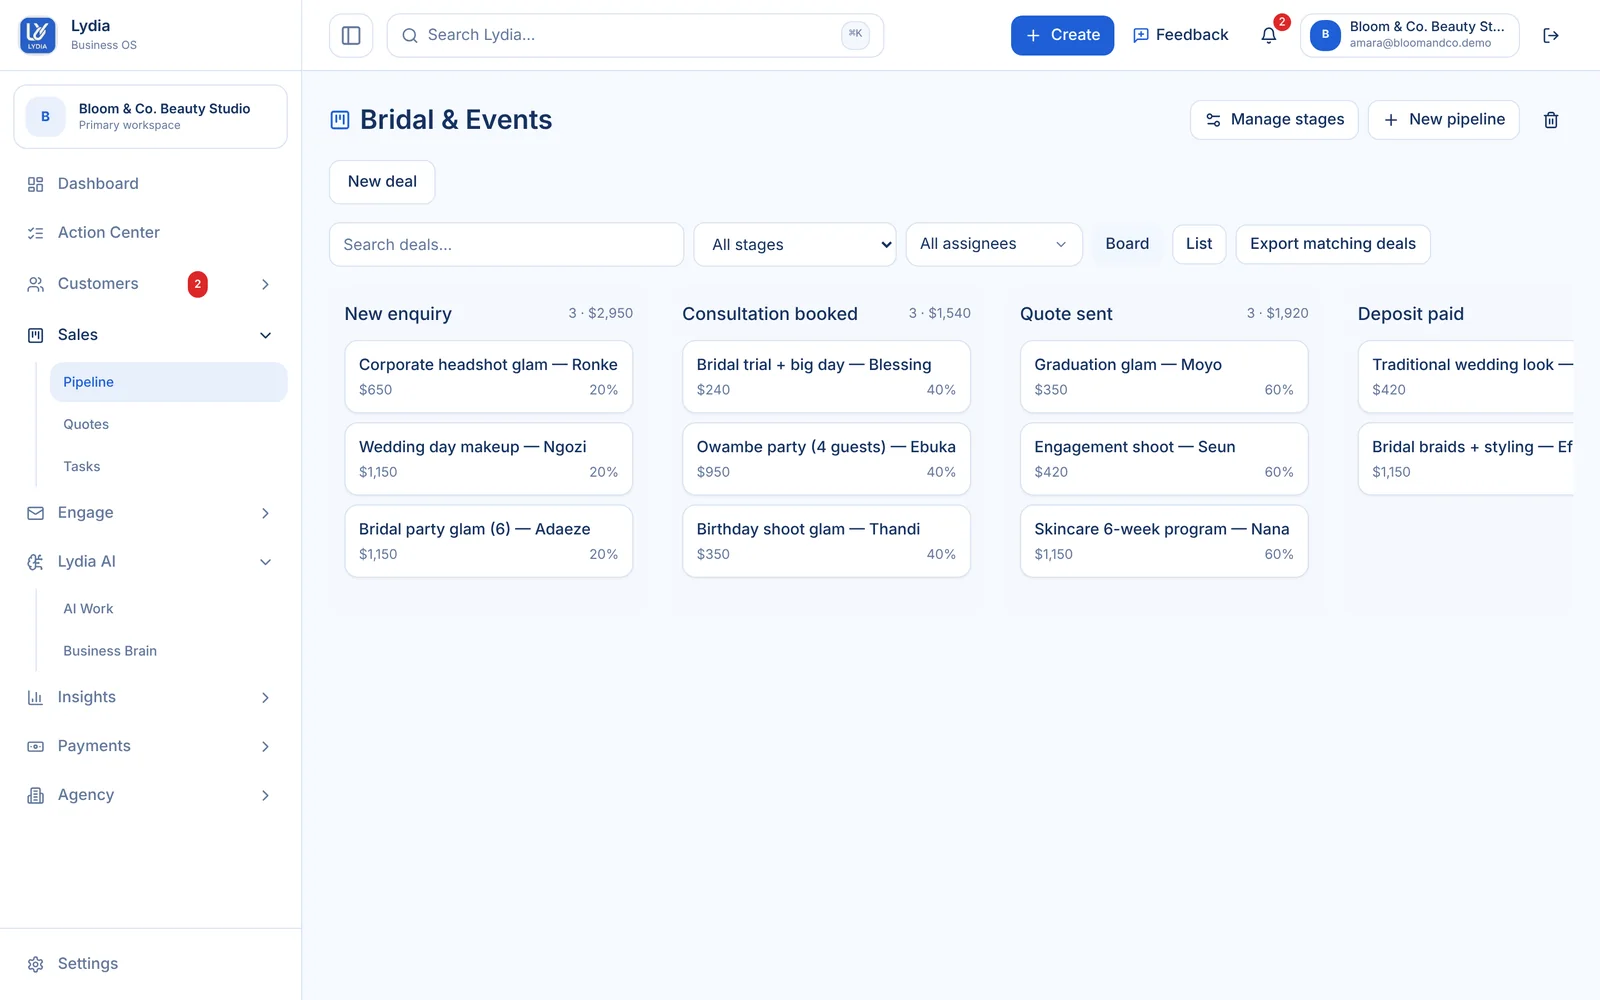 LYDIA
Lydia
Business OS
Search Lydia...
⌘K
Create
Feedback
2
B
Bloom & Co. Beauty St...
amara@bloomandco.demo
B
Bloom & Co. Beauty Studio
Primary workspace
Dashboard
Action Center
Customers
2
Sales
Pipeline
Quotes
Tasks
Engage
Lydia AI
AI Work
Business Brain
Insights
Payments
Agency
Settings
Bridal & Events
Manage stages
New pipeline
New deal
Search deals...
All stages
All assignees
Board
List
Export matching deals
New enquiry
3 · $2,950
Corporate headshot glam — Ronke
$650
20%
Wedding day makeup — Ngozi
$1,150
20%
Bridal party glam (6) — Adaeze
$1,150
20%
Consultation booked
3 · $1,540
Bridal trial + big day — Blessing
$240
40%
Owambe party (4 guests) — Ebuka
$950
40%
Birthday shoot glam — Thandi
$350
40%
Quote sent
3 · $1,920
Graduation glam — Moyo
$350
60%
Engagement shoot — Seun
$420
60%
Skincare 6-week program — Nana
$1,150
60%
Deposit paid
Traditional wedding look —
$420
Bridal braids + styling — Ef
$1,150